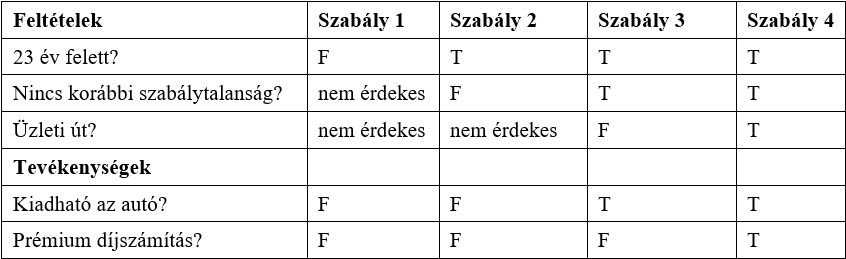 Feltételek Szabály 1 Szabály 2 Szabály 3 Szabály 4
23 év felett? F T T T
Nincs korábbi szabálytalanság? nem érdekes F T T
Üzleti út? nem érdekes nem érdekes F T
Tevékenységek
Kiadható az autó? F F T T
Prémium díjszámítás? F F F T